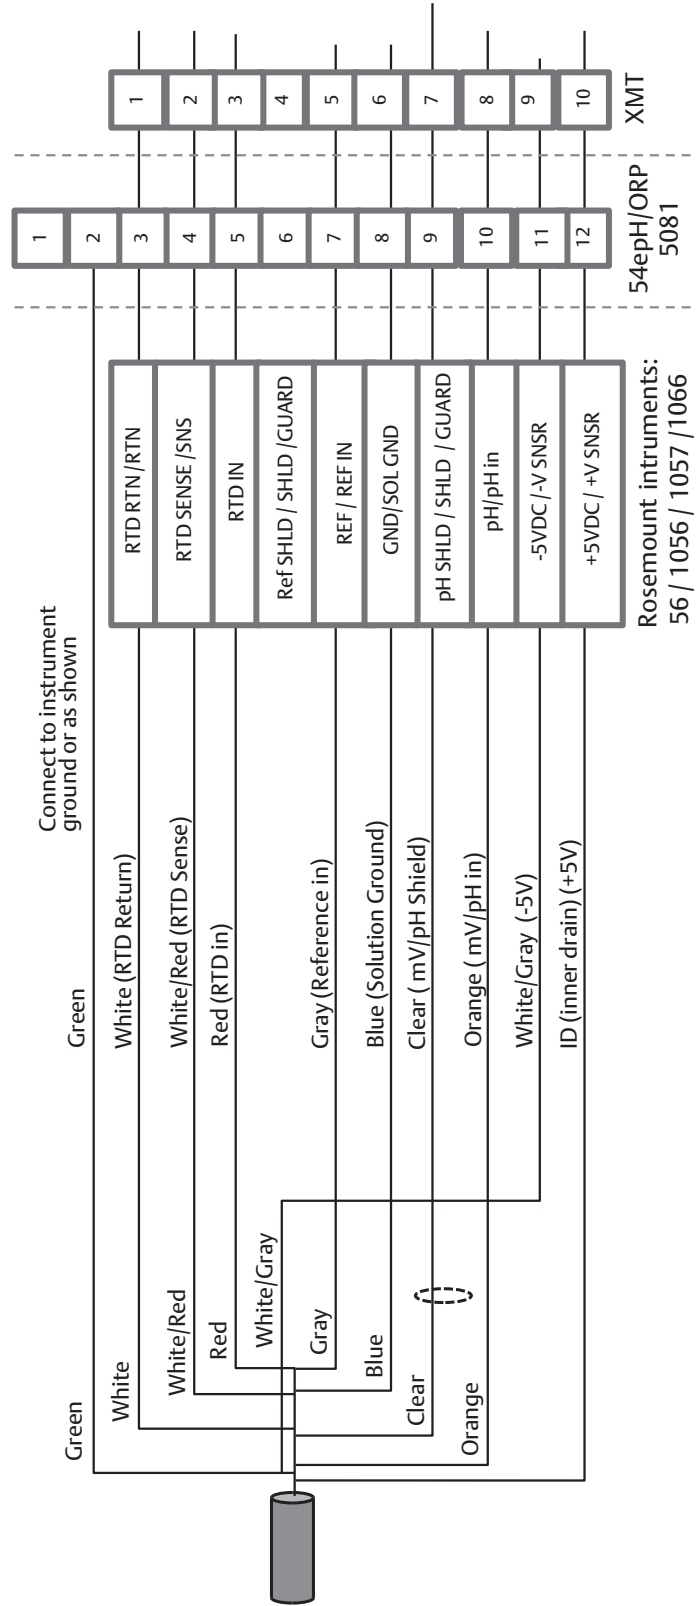 Green
White
White/Red
Red
White/Gray
Gray
Blue
Clear
Orange
Green
White (RTD Return)
White/Red (RTD Sense)
Red (RTD in)
Gray (Reference in)
Blue (Solution Ground)
Clear ( mV/pH Shield)
Orange ( mV/pH in)
White/Gray (-5V)
ID (inner drain) (+5V)
Connect to instrument
ground or as shown
RTD RTN /RTN
RTD SENSE /SNS
RTD IN
Ref SHLD / SHLD /GUARD
REF / REF IN
GND/SOL GND
pH SHLD / SHLD / GUARD
pH/pH in
-5VDC / -V SNSR
+5VDC / +V SNSR
Rosemount intruments:
56 / 1056 / 1057 /1066
1
2
3
4
5
6
7
8
9
10
11
12
54epH/ORP
5081
1
2
3
4
5
6
7
8
9
10
XMT